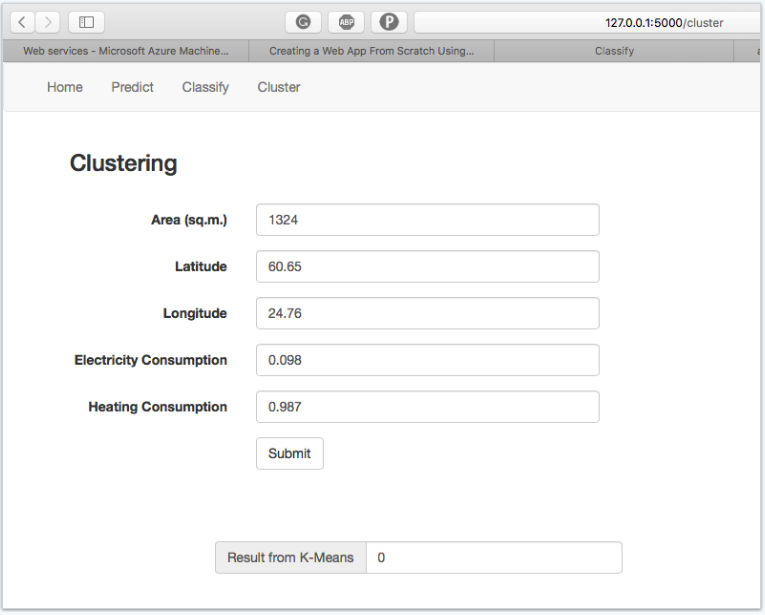 ABP
127.0.0.1:5000/cluster
Web services - Microsoft Azure Machine... Creating a Web App From Scratch Using... Classify
Home Predict Classify Cluster
Clustering
Area (sq.m.) 1324
Latitude 60.65
Longitude 24.76
Electricity Consumption 0.098
Heating Consumption 0.987
Submit
Result from K-Means 0